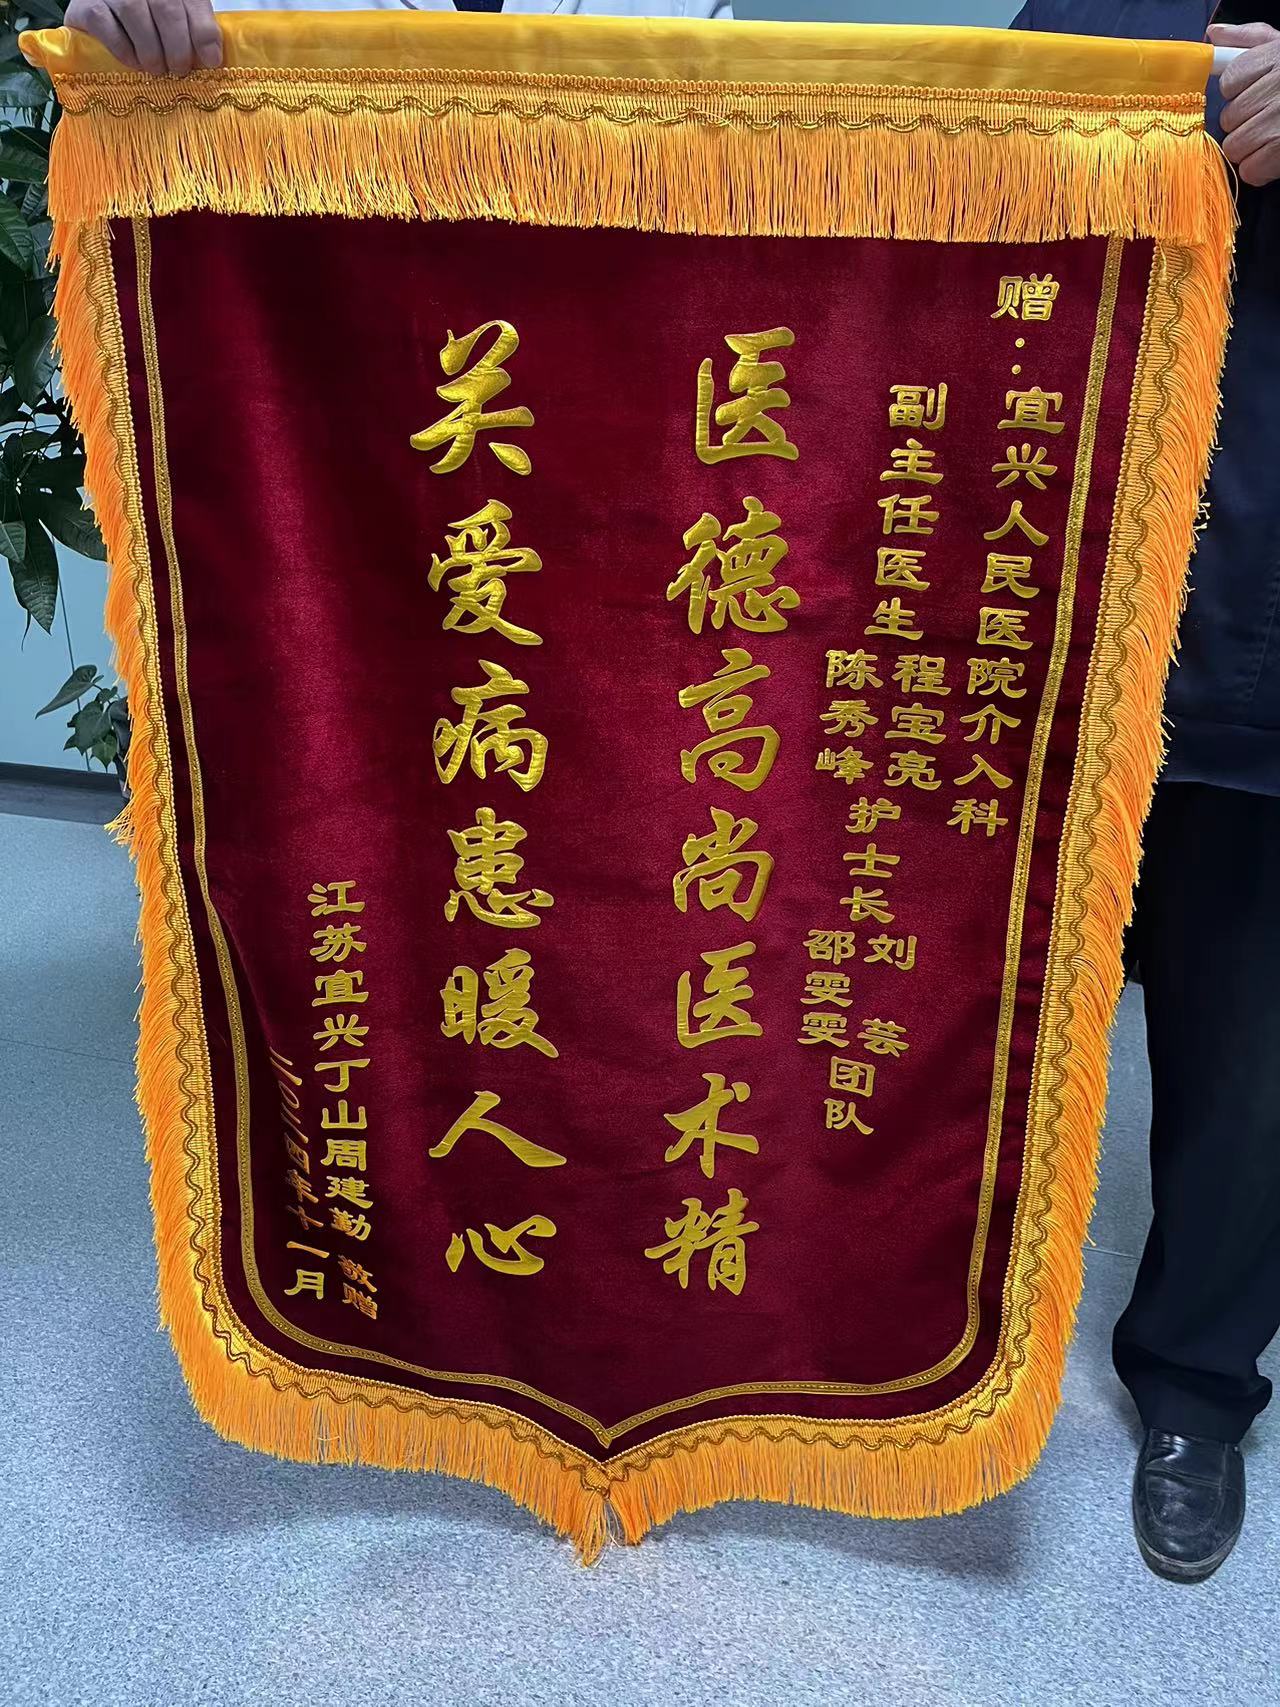 赠：宜兴人民医院介入科
副主任医生 程宝亮 陈秀峰 护士长 刘芸 邵雯雯 团队
医德高尚医术精
关爱病患暖人心
江苏宜兴丁山周建勤 敬赠
二〇二四年十一月